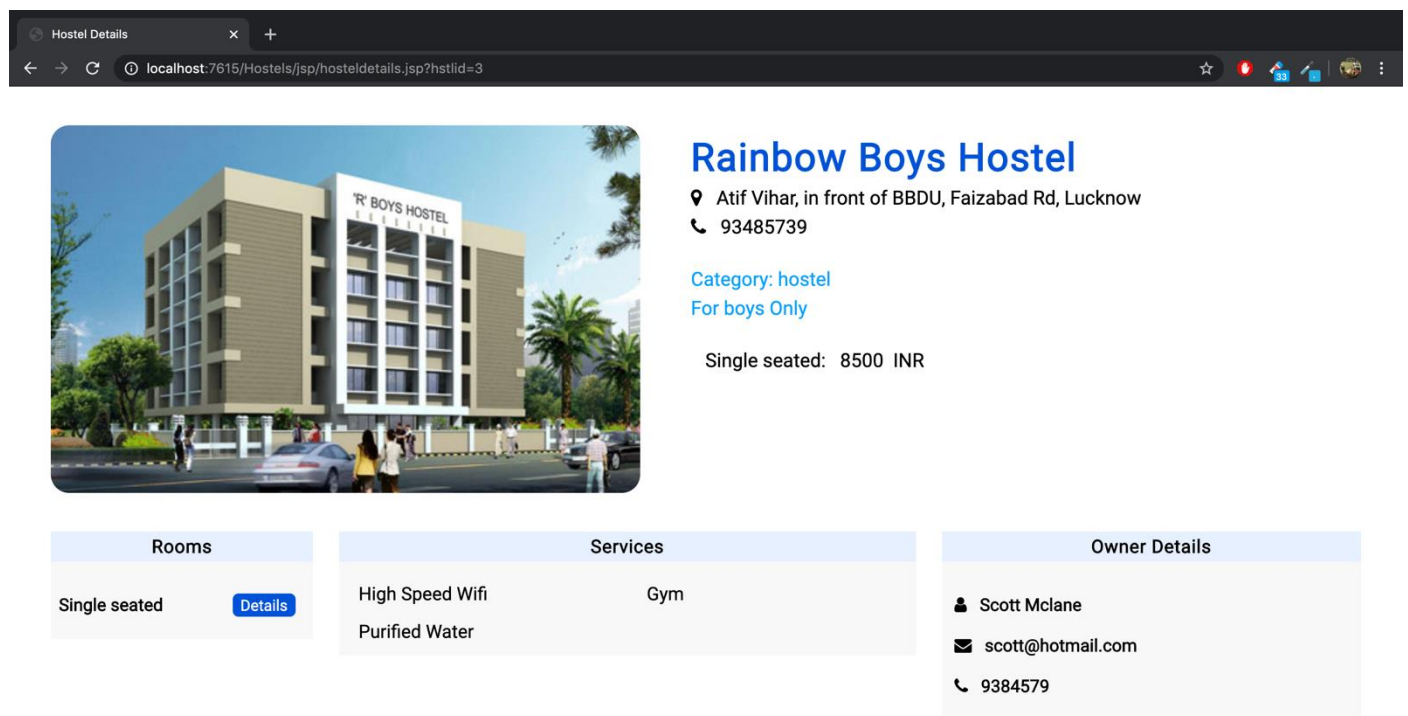 Hostel Details
localhost:7615/Hostels/jsp/hosteldetails.jsp?hstlid=3
33
'R' BOYS HOSTEL
Rainbow Boys Hostel
Atif Vihar, in front of BBDU, Faizabad Rd, Lucknow
93485739
Category: hostel
For boys Only
Single seated: 8500 INR
Rooms
Single seated Details
Services
High Speed Wifi Gym
Purified Water
Owner Details
Scott Mclane
scott@hotmail.com
9384579